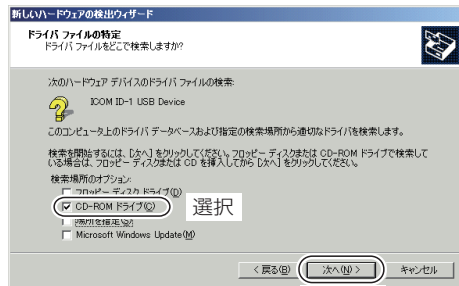 新しいハードウェアの検出ウィザード
ドライバ ファイルの特定
ドライバ ファイルをどこで検索しますか?
次のハードウェア デバイスのドライバ ファイルの検索:
ICOM ID-1 USB Device
このコンピュータ上のドライバ データベースおよび指定の検索場所から適切なドライバを検索します。
検索を開始するには、[次へ] をクリックしてください。フロッピー ディスクまたは CD-ROM ドライブで検索して
いる場合は、フロッピー ディスクまたは CD を挿入してから [次へ] をクリックしてください。
検索場所のオプション:
フロッピー ディスク ドライブ(D)
CD-ROM ドライブ(C) 選択
場所を指定(S)
Microsoft Windows Update(M)
< 戻る(B) 次へ(N) > キャンセル